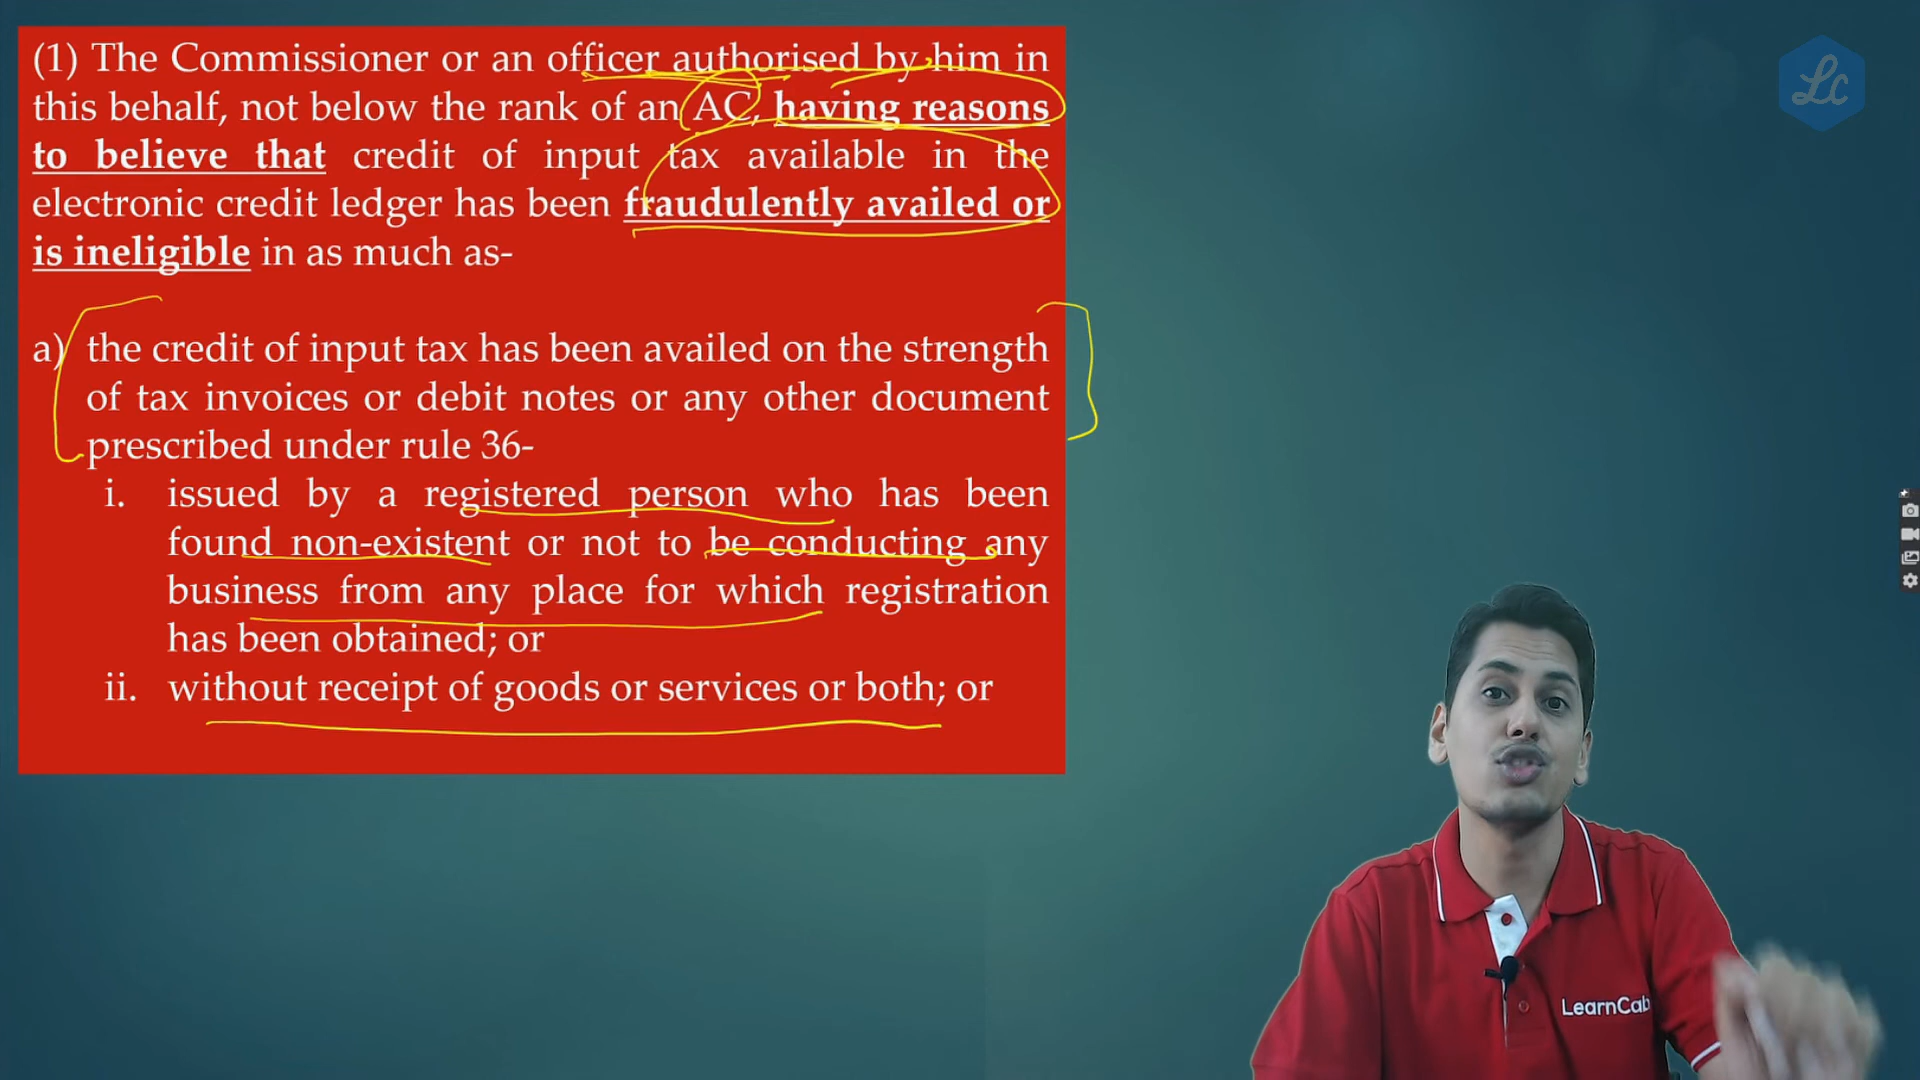 (1) The Commissioner or an officer authorised by him in
this behalf, not below the rank of an AC, having reasons
to believe that credit of input tax available in the
electronic credit ledger has been fraudulently availed or
is ineligible in as much as-
a) the credit of input tax has been availed on the strength
of tax invoices or debit notes or any other document
prescribed under rule 36-
i. issued by a registered person who has been
found non-existent or not to be conducting any
business from any place for which registration
has been obtained; or
ii. without receipt of goods or services or both; or
Lc
LearnCab